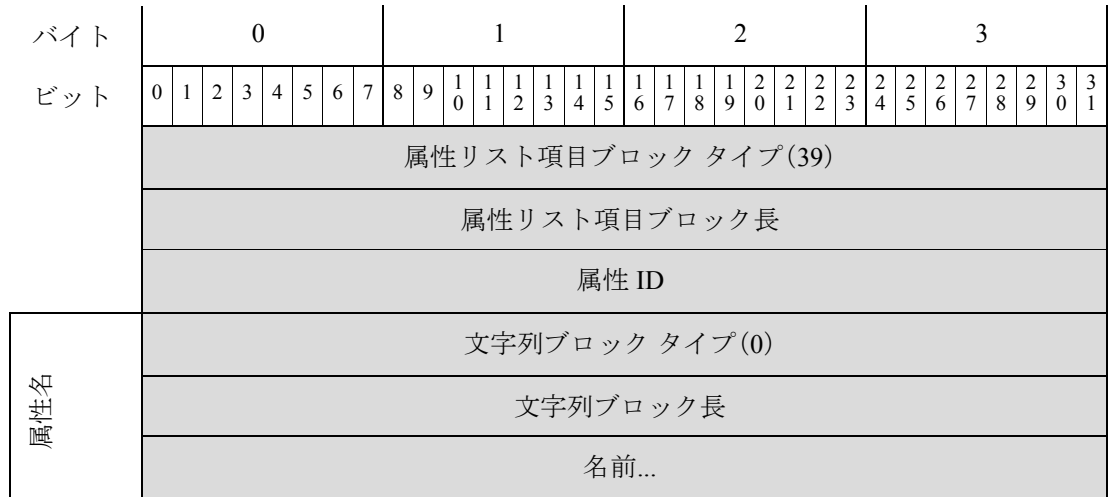 バイト 0 1 2 3
ビット 0 1 2 3 4 5 6 7 8 9 10 11 12 13 14 15 16 17 18 19 20 21 22 23 24 25 26 27 28 29 30 31
属性リスト項目ブロック タイプ(39)
属性リスト項目ブロック長
属性 ID
属性名
文字列ブロック タイプ(0)
文字列ブロック長
名前...